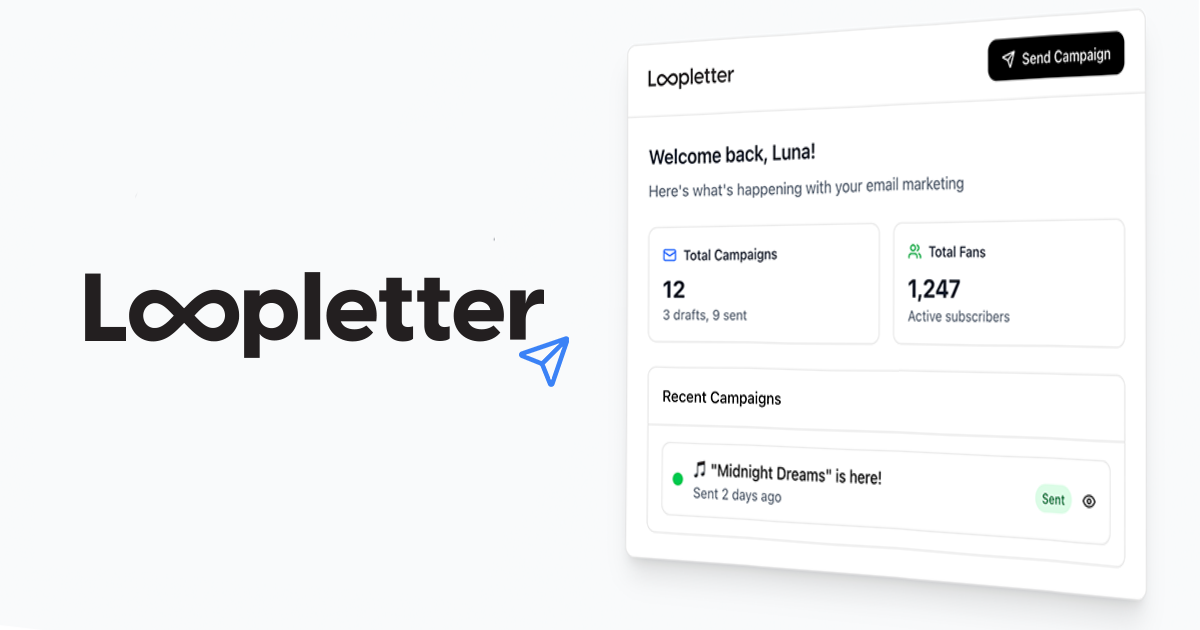 Loopletter
Loopletter
Send Campaign
Welcome back, Luna!
Here's what's happening with your email marketing
Total Campaigns
12
3 drafts, 9 sent
Total Fans
1,247
Active subscribers
Recent Campaigns
🎵 "Midnight Dreams" is here!
Sent 2 days ago
Sent